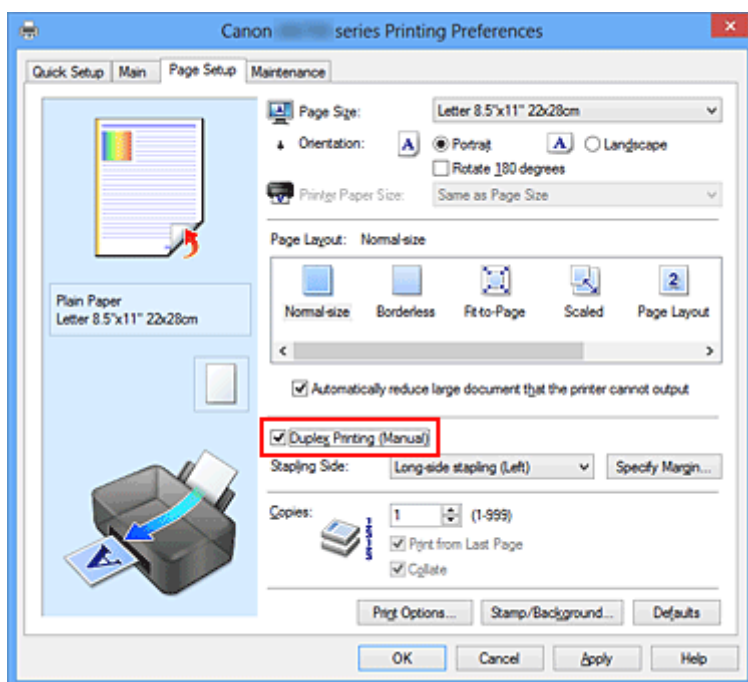 Canon series Printing Preferences
Quick Setup Main Page Setup Maintenance
Page Size: Letter 8.5"x11" 22x28cm
Orientation: A Portrait A Landscape
Rotate 180 degrees
Printer Paper Size: Same as Page Size
Page Layout: Normal-size
2
Normal-size Borderless Fit-to-Page Scaled Page Layout
Automatically reduce large document that the printer cannot output
Plain Paper
Letter 8.5"x11" 22x28cm
Duplex Printing (Manual)
Stapling Side: Long-side stapling (Left) Specify Margin...
Copies: 1 (1-999)
Print from Last Page
Collate
A
Print Options... Stamp/Background... Defaults
OK Cancel Apply Help